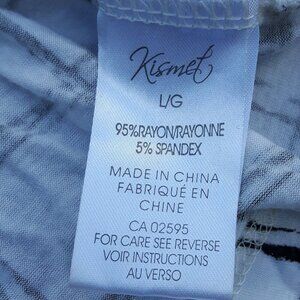 Kismet
L/G
95%RAYON/RAYONNE
5% SPANDEX
MADE IN CHINA
FABRIQUÉ EN
CHINE
CA 02595
FOR CARE SEE REVERSE
VOIR INSTRUCTIONS
AU VERSO